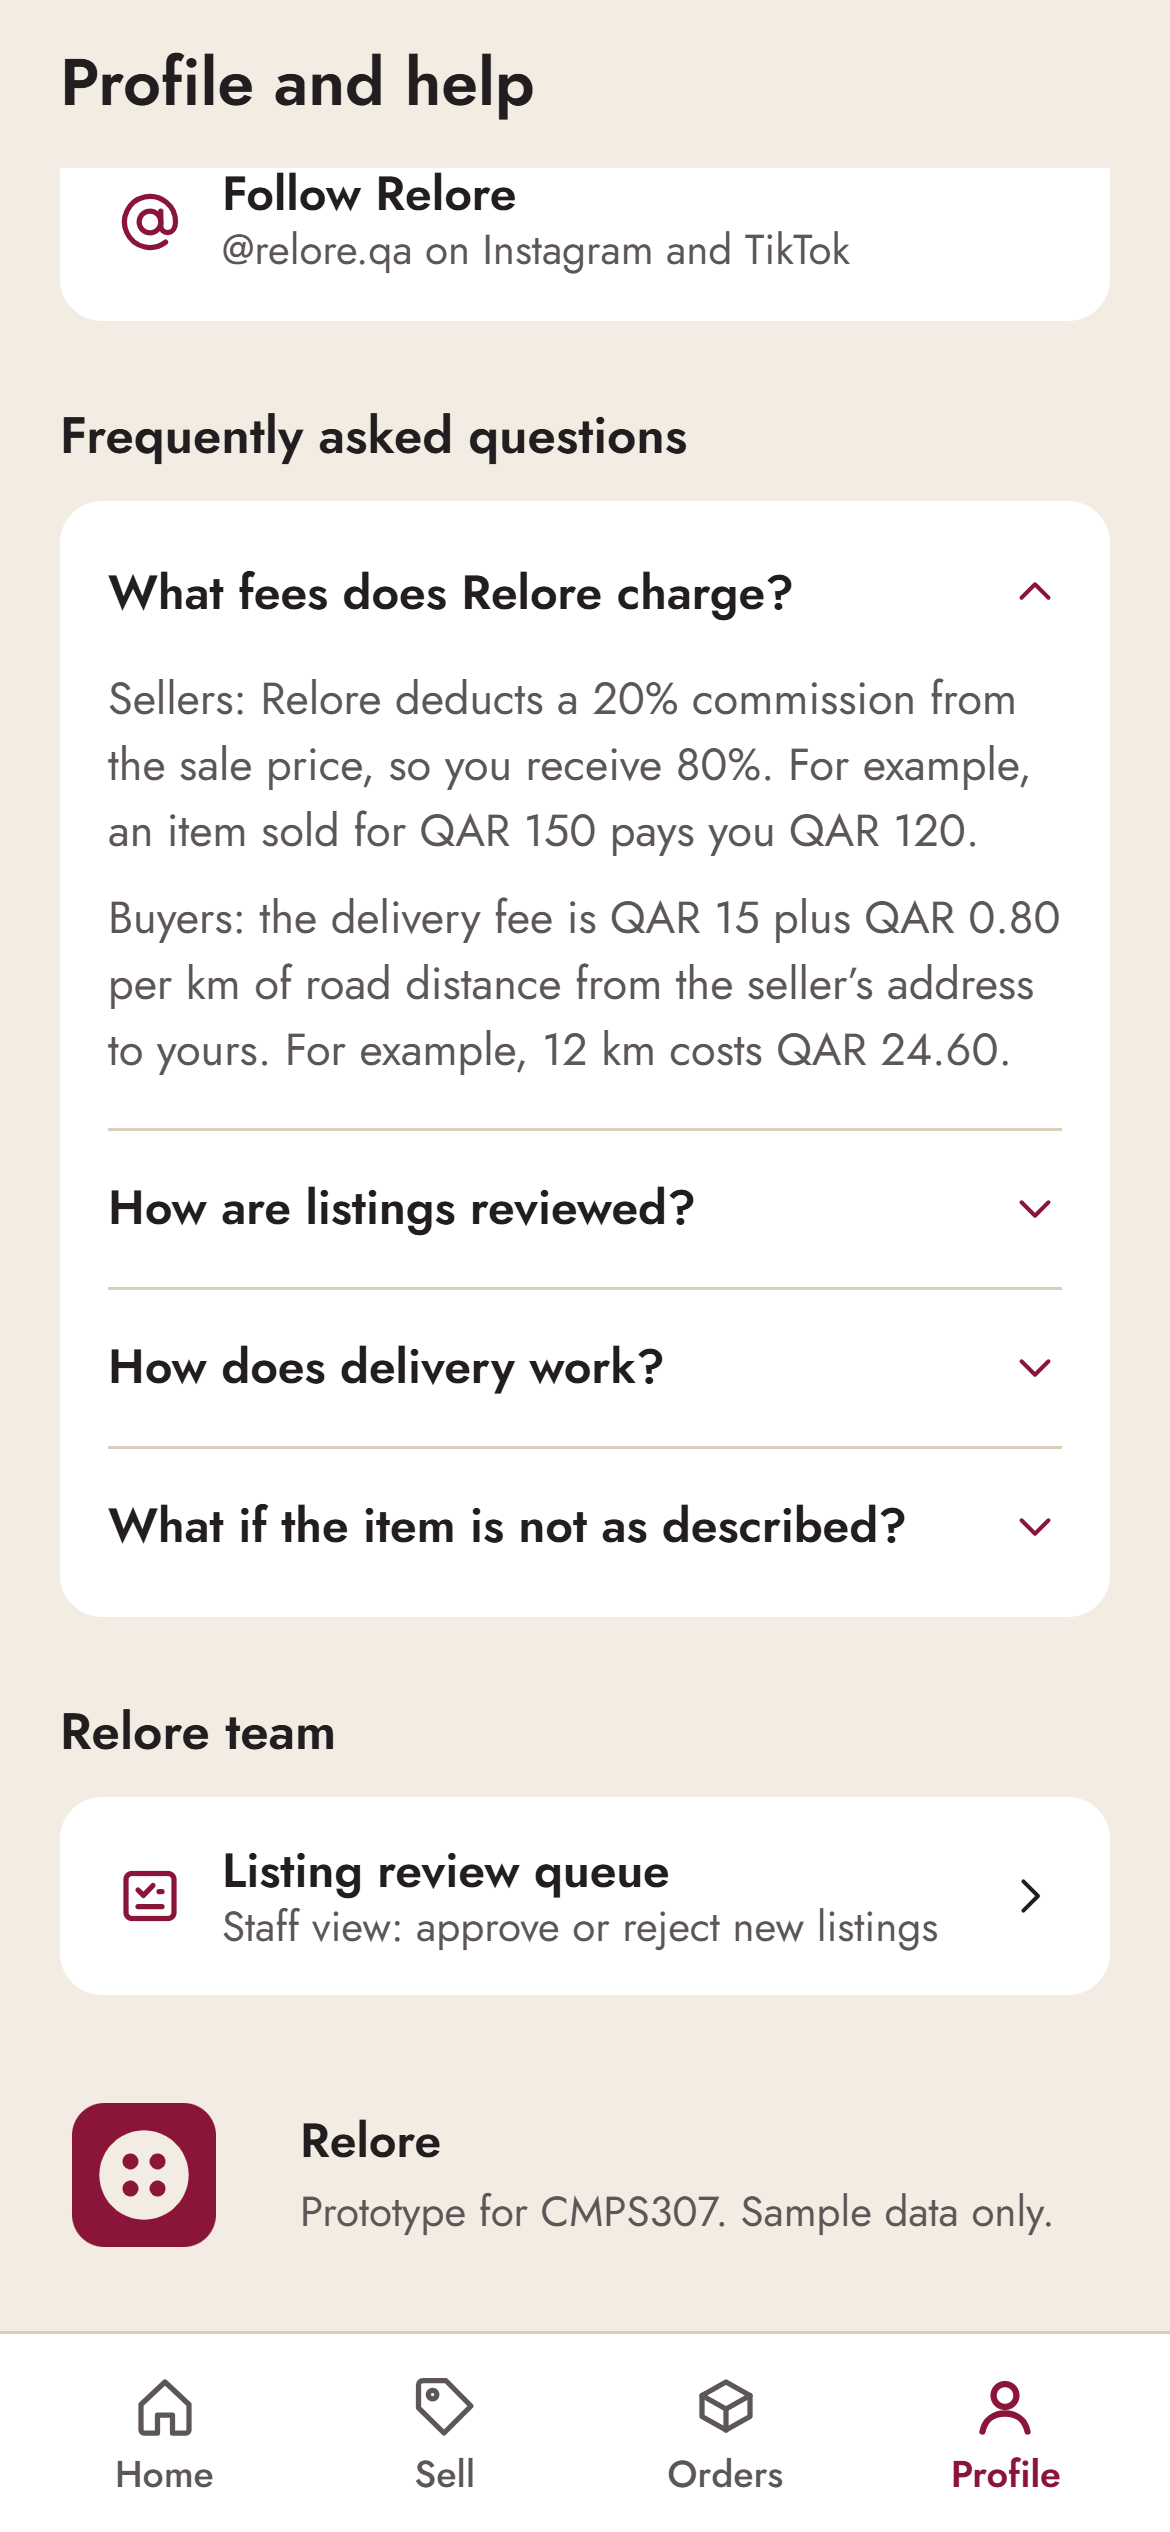 Profile and help
Follow Relore
@relore.qa on Instagram and TikTok
Frequently asked questions
What fees does Relore charge?
Sellers: Relore deducts a 20% commission from
the sale price, so you receive 80%. For example,
an item sold for QAR 150 pays you QAR 120.
Buyers: the delivery fee is QAR 15 plus QAR 0.80
per km of road distance from the seller’s address
to yours. For example, 12 km costs QAR 24.60.
How are listings reviewed?
How does delivery work?
What if the item is not as described?
Relore team
Listing review queue
Staff view: approve or reject new listings
Relore
Prototype for CMPS307. Sample data only.
Home
Sell
Orders
Profile